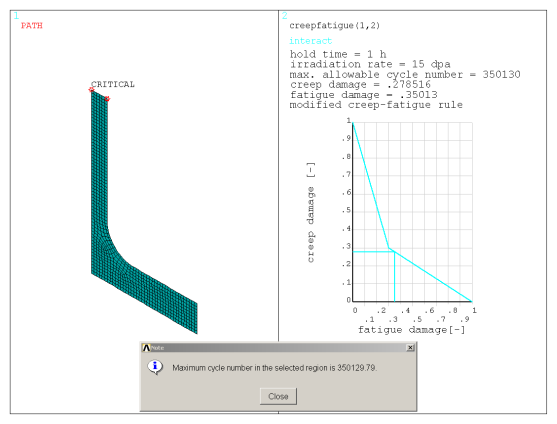 1
PATH
CRITICAL
2
creepfatigue(1,2)
interact
hold time = 1 h
irradiation rate = 15 dpa
max. allowable cycle number = 350130
creep damage = .278516
fatigue damage = .35013
modified creep-fatigue rule
creep damage [-]
1
.9
.8
.7
.6
.5
.4
.3
.2
.1
0
0 .2 .4 .6 .8 1
.1 .3 .5 .7 .9
fatigue damage[-]
Note
Maximum cycle number in the selected region is 350129.79.
Close